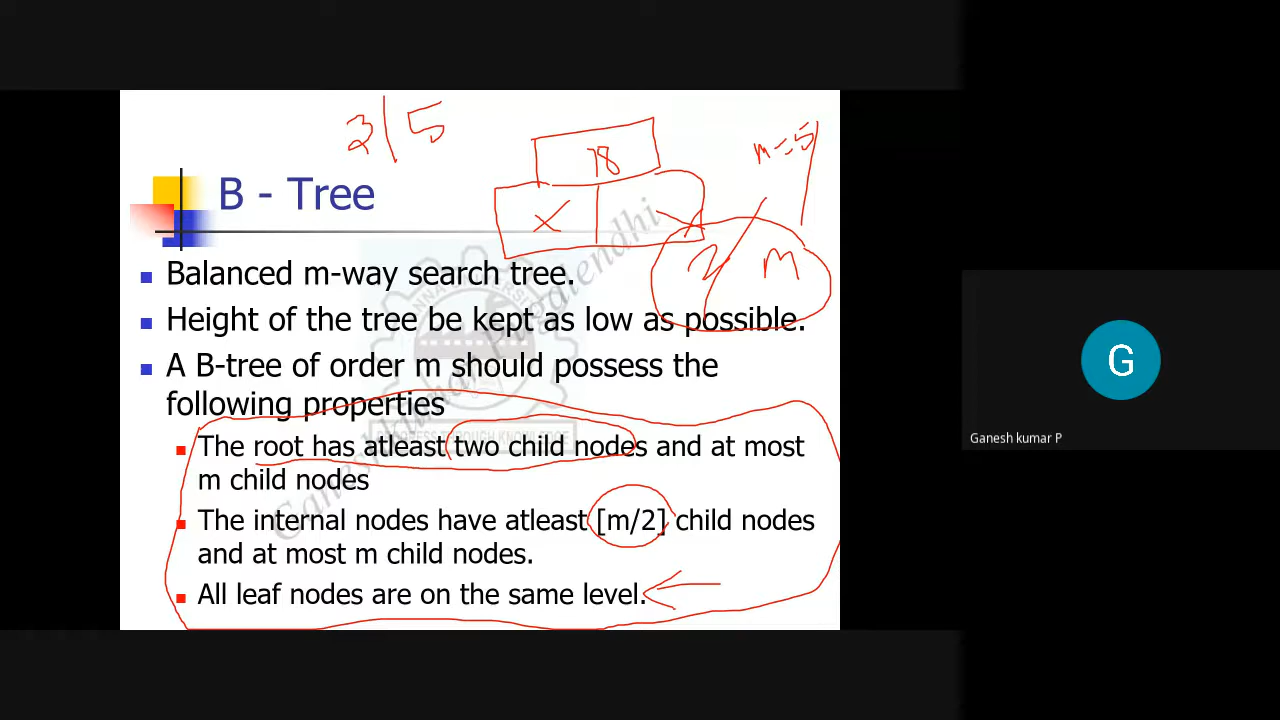 2 | 5
m=5
18
B - Tree
x x
2 m
■ Balanced m-way search tree.
■ Height of the tree be kept as low as possible.
■ A B-tree of order m should possess the
following properties
■ The root has atleast two child nodes and at most
m child nodes
■ The internal nodes have atleast [m/2] child nodes
and at most m child nodes.
■ All leaf nodes are on the same level.
Ganeshkumar Pugalendhi
G
Ganesh kumar P